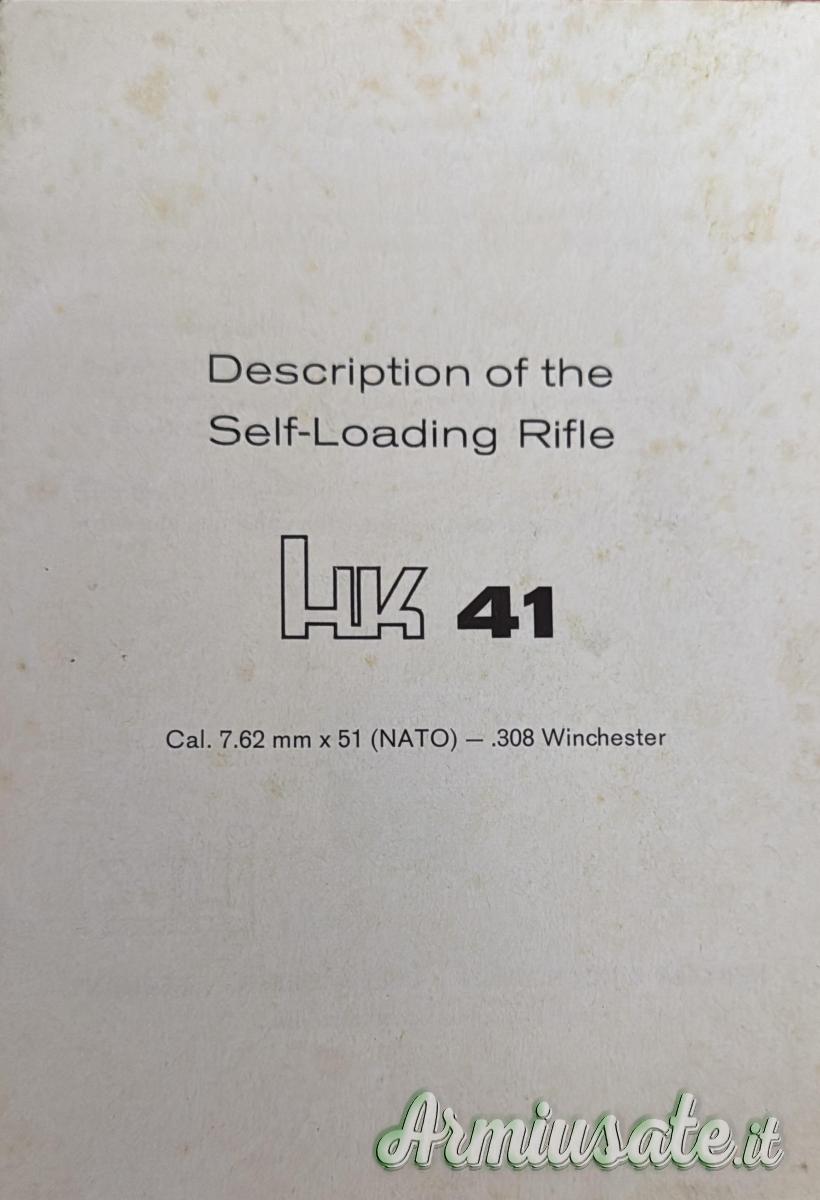 Description of the
Self-Loading Rifle
HK 41
Cal. 7.62 mm x 51 (NATO) — .308 Winchester
Armiusate.it